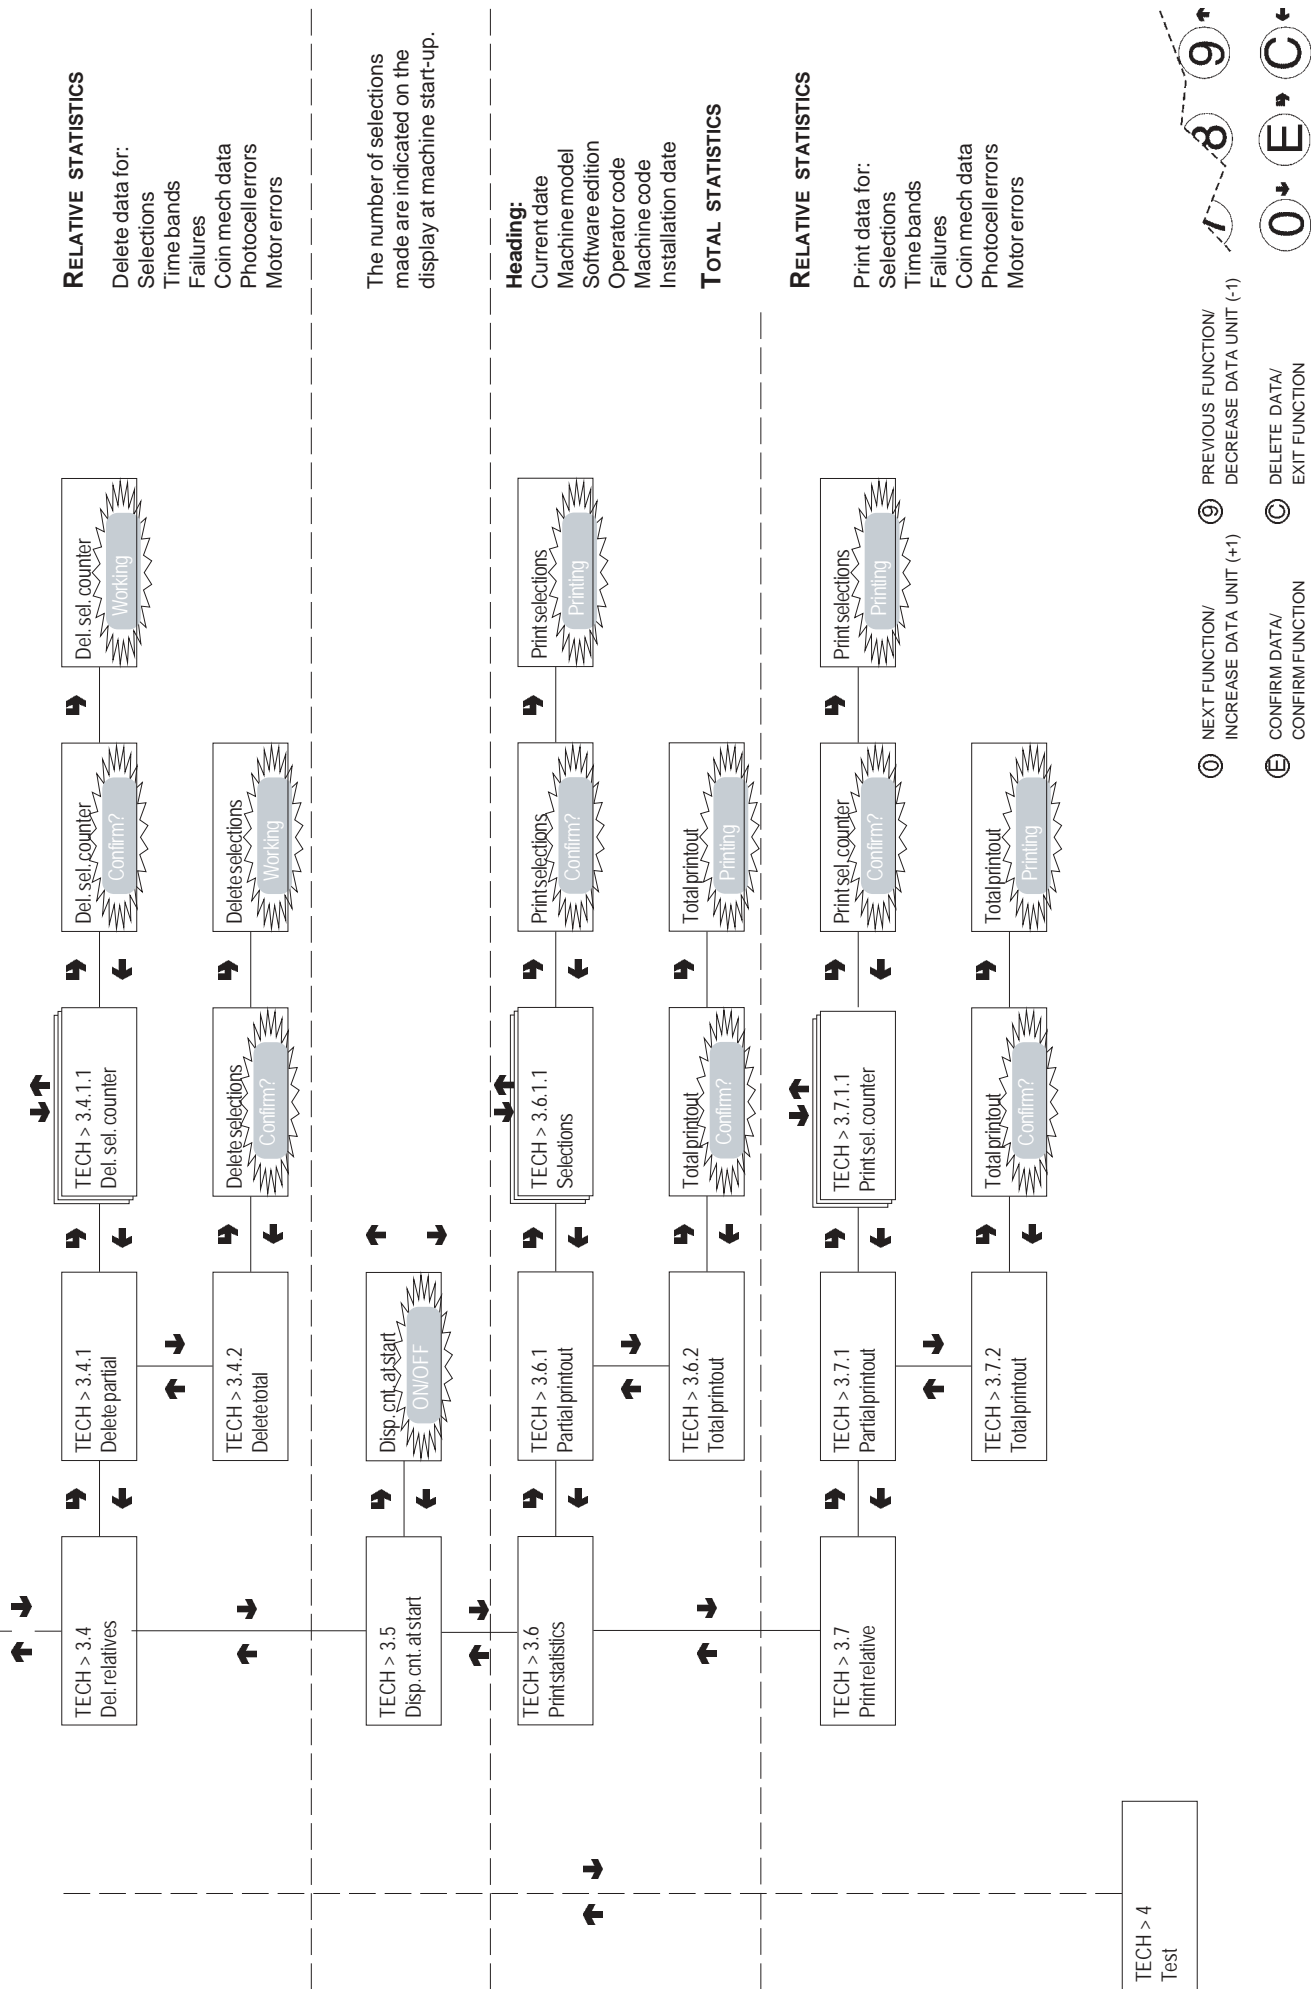 RELATIVE STATISTICS
Delete data for:
Selections
Time bands
Failures
Coin mech data
Photocell errors
Motor errors
TECH > 3.4
Del. relatives
TECH > 3.4.1
Delete partial
TECH > 3.4.1.1
Del. sel. counter
Del. sel. counter
Confirm?
Del. sel. counter
Working
TECH > 3.4.2
Delete total
Delete selections
Confirm?
Delete selections
Working
The number of selections
made are indicated on the
display at machine start-up.
TECH > 3.5
Disp. cnt. at start
Disp. cnt. at start
ON/OFF
Heading:
Current date
Machine model
Software edition
Operator code
Machine code
Installation date
TOTAL STATISTICS
TECH > 3.6
Print statistics
TECH > 3.6.1
Partial printout
TECH > 3.6.1.1
Selections
Print selections
Confirm?
Print selections
Printing
TECH > 3.6.2
Total printout
Total printout
Confirm?
Total printout
Printing
RELATIVE STATISTICS
Print data for:
Selections
Time bands
Failures
Coin mech data
Photocell errors
Motor errors
TECH > 3.7
Print relative
TECH > 3.7.1
Partial printout
TECH > 3.7.1.1
Print sel. counter
Print sel. counter
Confirm?
Print selections
Printing
TECH > 3.7.2
Total printout
Total printout
Confirm?
Total printout
Printing
TECH > 4
Test
0 NEXT FUNCTION/
INCREASE DATA UNIT (+1)
9 PREVIOUS FUNCTION/
DECREASE DATA UNIT (-1)
E CONFIRM DATA/
CONFIRM FUNCTION
C DELETE DATA/
EXIT FUNCTION
7 8 9
0 E C